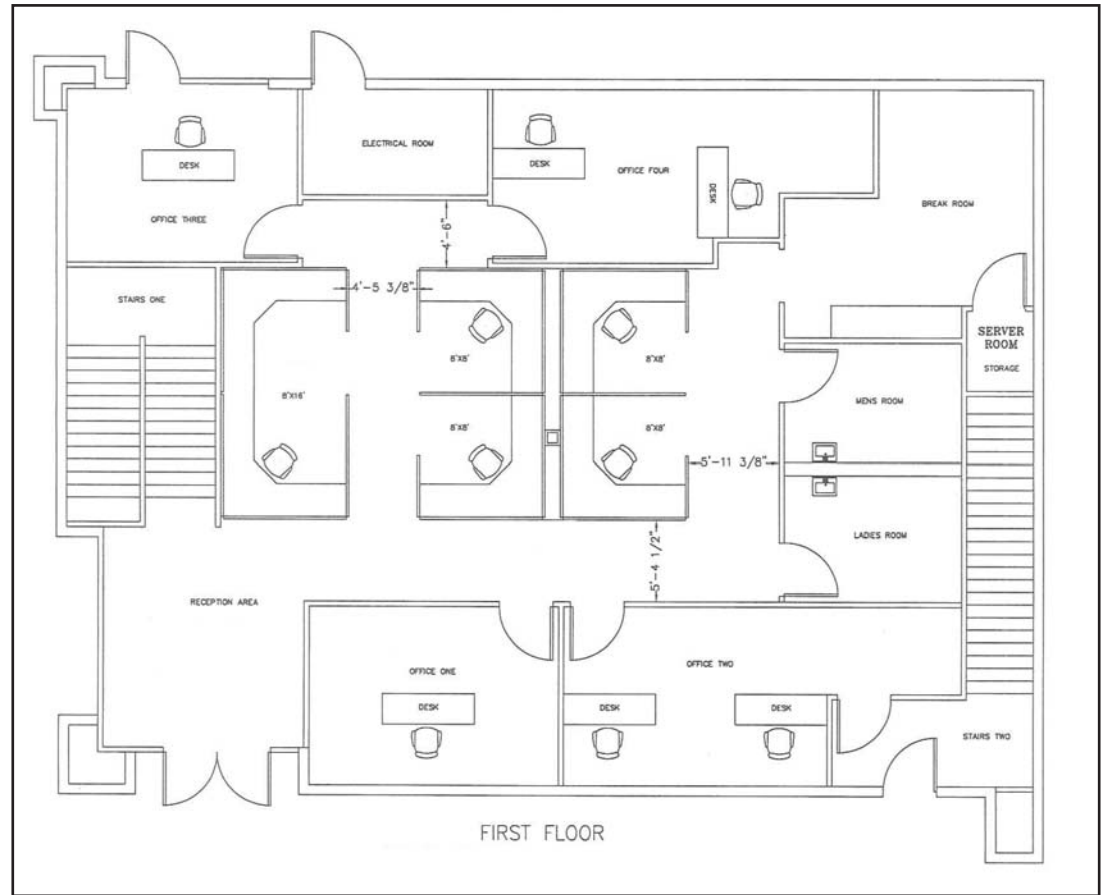 ELECTRICAL ROOM
DESK
DESK
OFFICE FOUR
DESK
BREAK ROOM
OFFICE THREE
4'-6"
STAIRS ONE
4'-5 3/8"
SERVER
ROOM
STORAGE
8'X8'
8'X8'
8'X16'
MENS ROOM
8'X8'
8'X8'
5'-11 3/8"
LADIES ROOM
5'-4 1/2"
RECEPTION AREA
OFFICE ONE
OFFICE TWO
DESK
DESK
DESK
STAIRS TWO
FIRST FLOOR